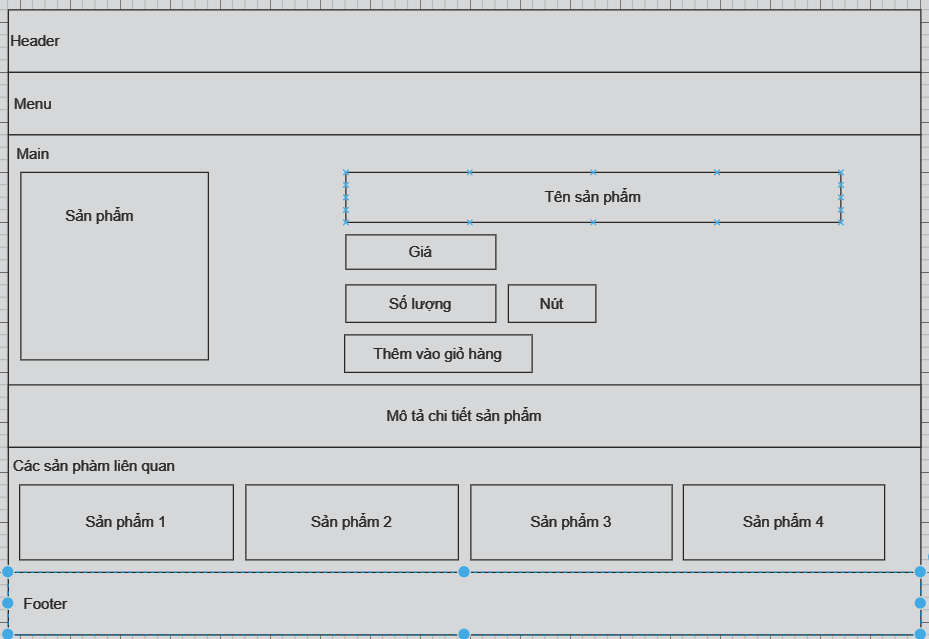 Header
Menu
Main
Sản phẩm
Tên sản phẩm
Giá
Số lượng
Nút
Thêm vào giỏ hàng
Mô tả chi tiết sản phẩm
Các sản phàm liên quan
Sản phẩm 1
Sản phẩm 2
Sản phẩm 3
Sản phẩm 4
Footer